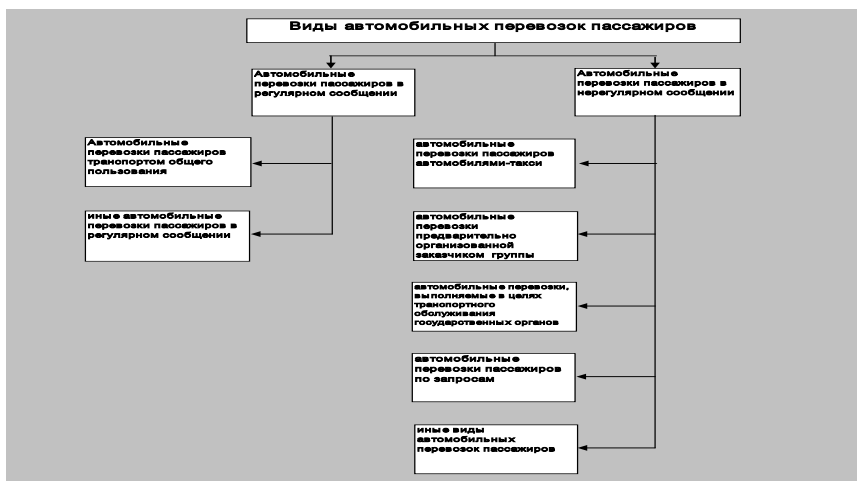 Виды автомобильных перевозок пассажиров
Автомобильные
перевозки пассажиров в
регулярном сообщении
Автомобильные
перевозки пассажиров в
нерегулярном сообщении
Автомобильные
перевозки пассажиров
транспортом общего
пользования
иные автомобильные
перевозки пассажиров в
регулярном сообщении
автомобильные
перевозки пассажиров
автомобилями-такси
автомобильные
перевозки
предварительно
организованной
заказчиком группы
автомобильные перевозки,
выполняемые в целях
транспортного
обслуживания
государственных органов
автомобильные
перевозки пассажиров
по запросам
иные виды
автомобильных
перевозок пассажиров